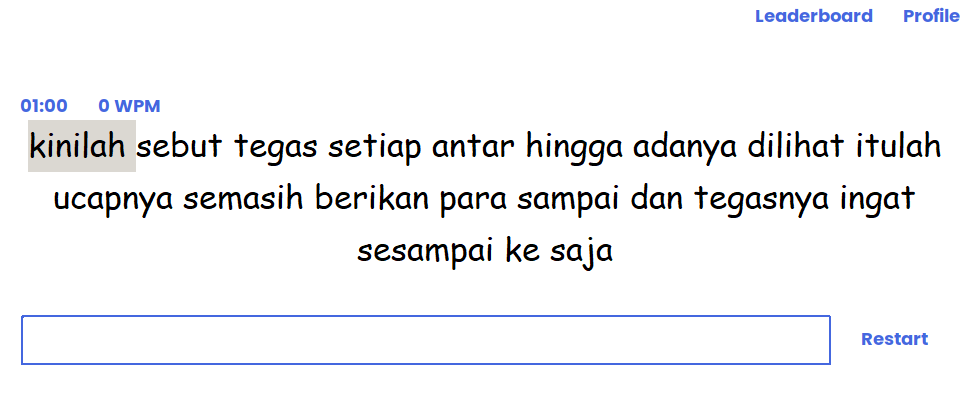 Leaderboard Profile
01:00 0 WPM
kinilah sebut tegas setiap antar hingga adanya dilihat itulah
ucapnya semasih berikan para sampai dan tegasnya ingat
sesampai ke saja
Restart